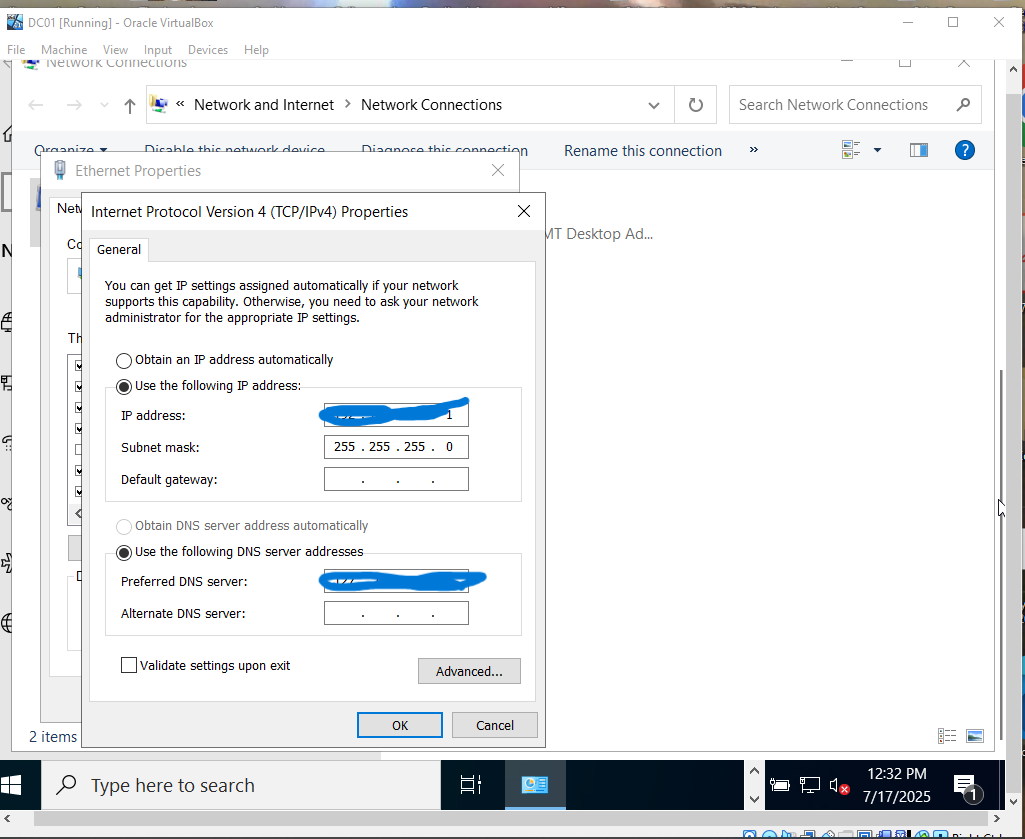 DC01 [Running] - Oracle VirtualBox
File Machine View Input Devices Help
Network Connections
« Network and Internet > Network Connections
Search Network Connections
Organize Disable this network device Diagnose this connection Rename this connection »
Ethernet Properties
Internet Protocol Version 4 (TCP/IPv4) Properties
MT Desktop Ad...
General
You can get IP settings assigned automatically if your network
supports this capability. Otherwise, you need to ask your network
administrator for the appropriate IP settings.
Obtain an IP address automatically
Use the following IP address:
IP address: 1
Subnet mask: 255 . 255 . 255 . 0
Default gateway: . . .
Obtain DNS server address automatically
Use the following DNS server addresses
Preferred DNS server:
Alternate DNS server: . . .
Validate settings upon exit
Advanced...
OK Cancel
2 items
Type here to search
12:32 PM
7/17/2025
1